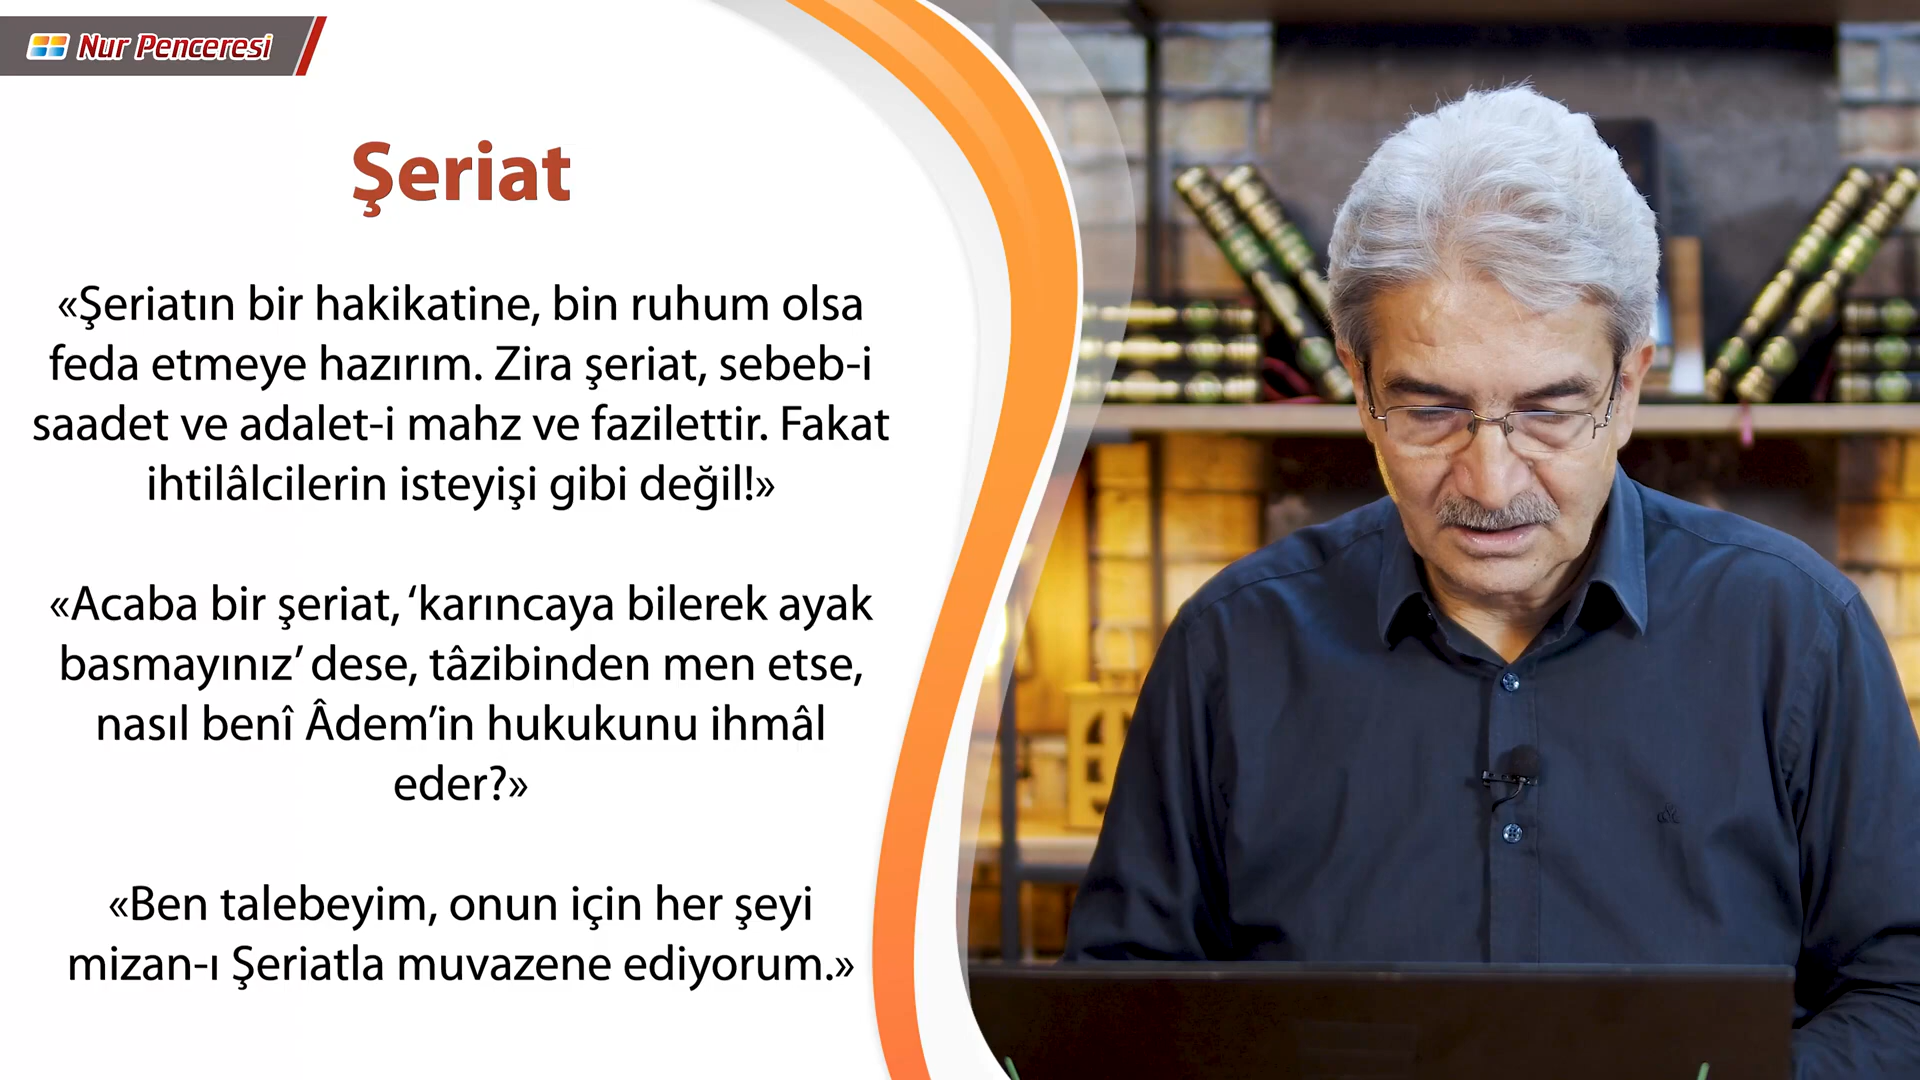 Nur Penceresi
Şeriat
«Şeriatın bir hakikatine, bin ruhum olsa
feda etmeye hazırım. Zira şeriat, sebeb-i
saadet ve adalet-i mahz ve fazilettir. Fakat
ihtilâlcilerin isteyişi gibi değil!»
«Acaba bir şeriat, ‘karıncaya bilerek ayak
basmayınız’ dese, tâzibinden men etse,
nasıl benî Âdem’in hukukunu ihmâl
eder?»
«Ben talebeyim, onun için her şeyi
mizan-ı Şeriatla muvazene ediyorum.»